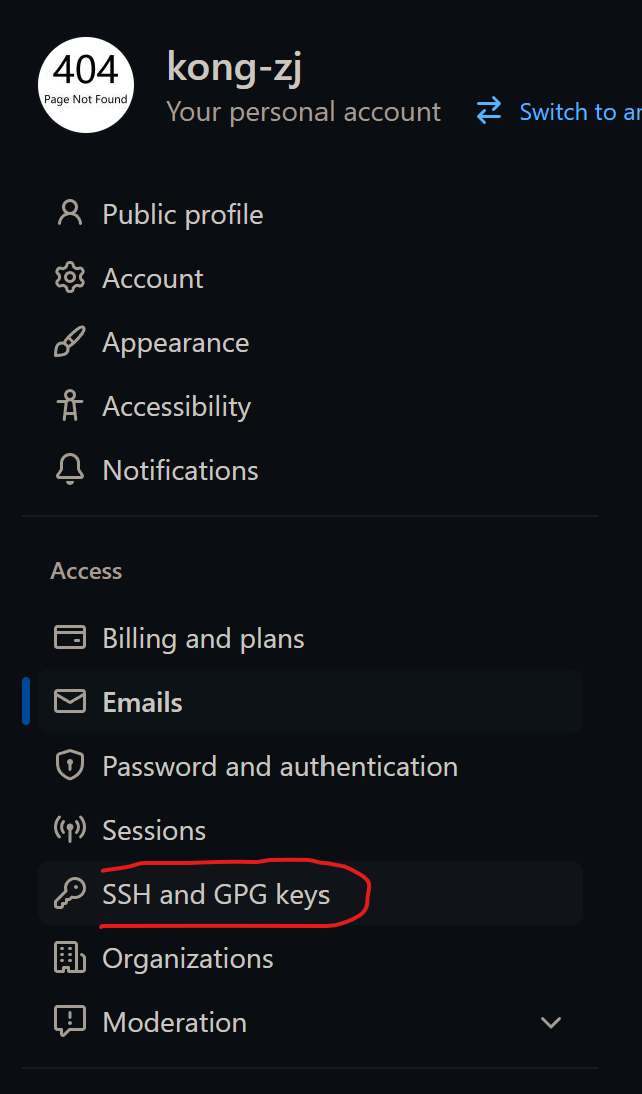 404
Page Not Found
kong-zj
Your personal account
Switch to
Public profile
Account
Appearance
Accessibility
Notifications
Access
Billing and plans
Emails
Password and authentication
Sessions
SSH and GPG keys
Organizations
Moderation